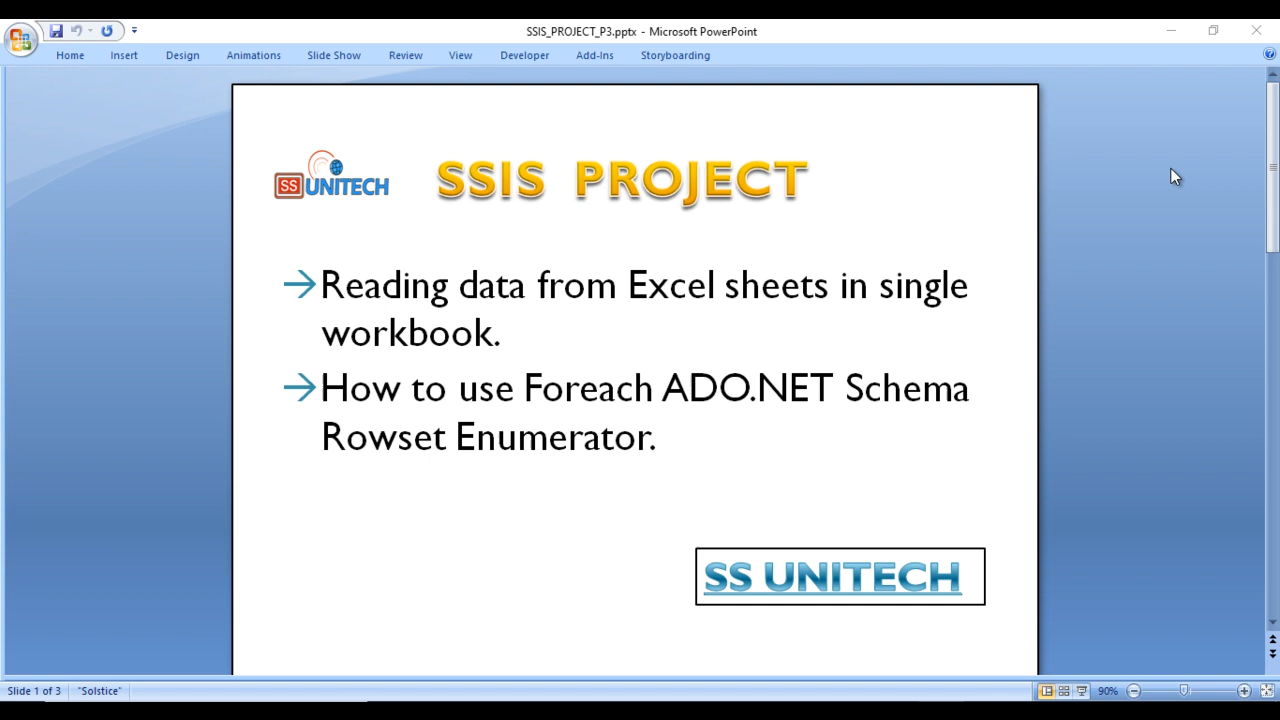 SSIS_PROJECT_P3.pptx - Microsoft PowerPoint
Home Insert Design Animations Slide Show Review View Developer Add-Ins Storyboarding
SS UNITECH
SSIS PROJECT
→Reading data from Excel sheets in single
workbook.
→How to use Foreach ADO.NET Schema
Rowset Enumerator.
SS UNITECH
Slide 1 of 3 "Solstice" 90%